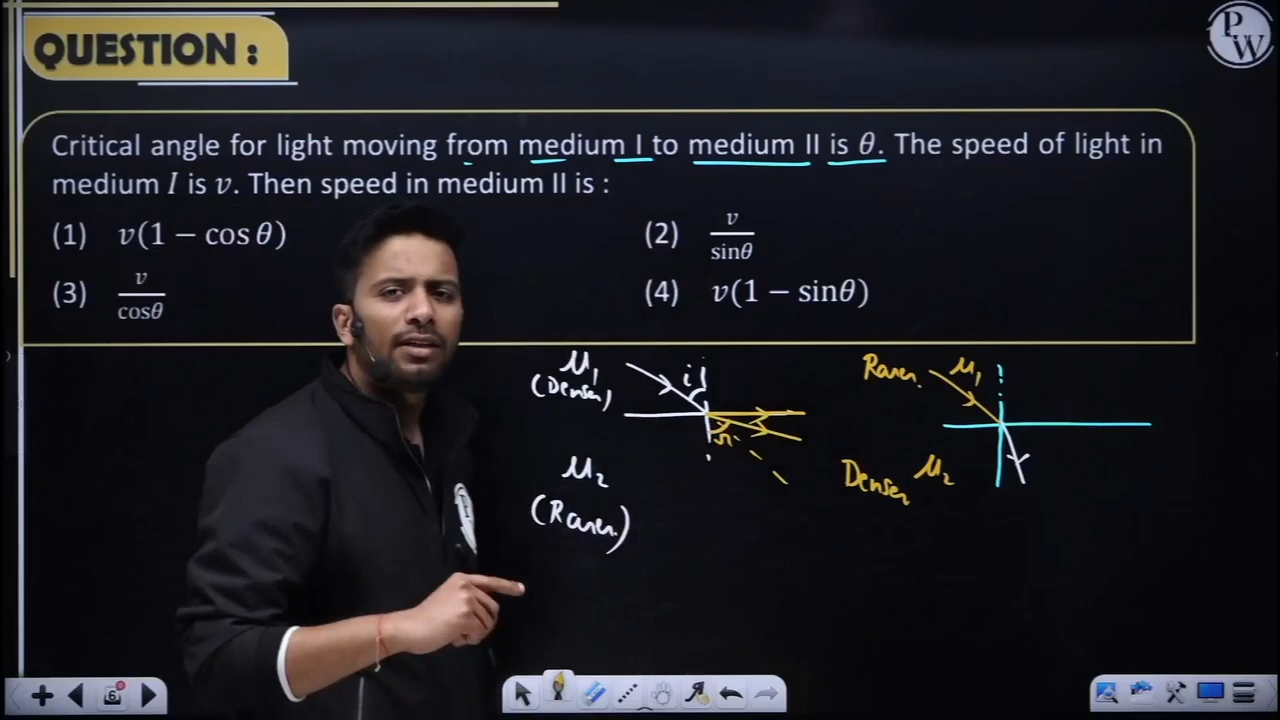 QUESTION :
PW
Critical angle for light moving from medium I to medium II is θ. The speed of light in
medium I is v. Then speed in medium II is :
(1) v(1 − cos θ)
(2) v/sinθ
(3) v/cosθ
(4) v(1 − sinθ)
μ₁
(Denser)
i
r
μ₂
(Rarer)
Rarer
μ₁
Denser μ₂
6